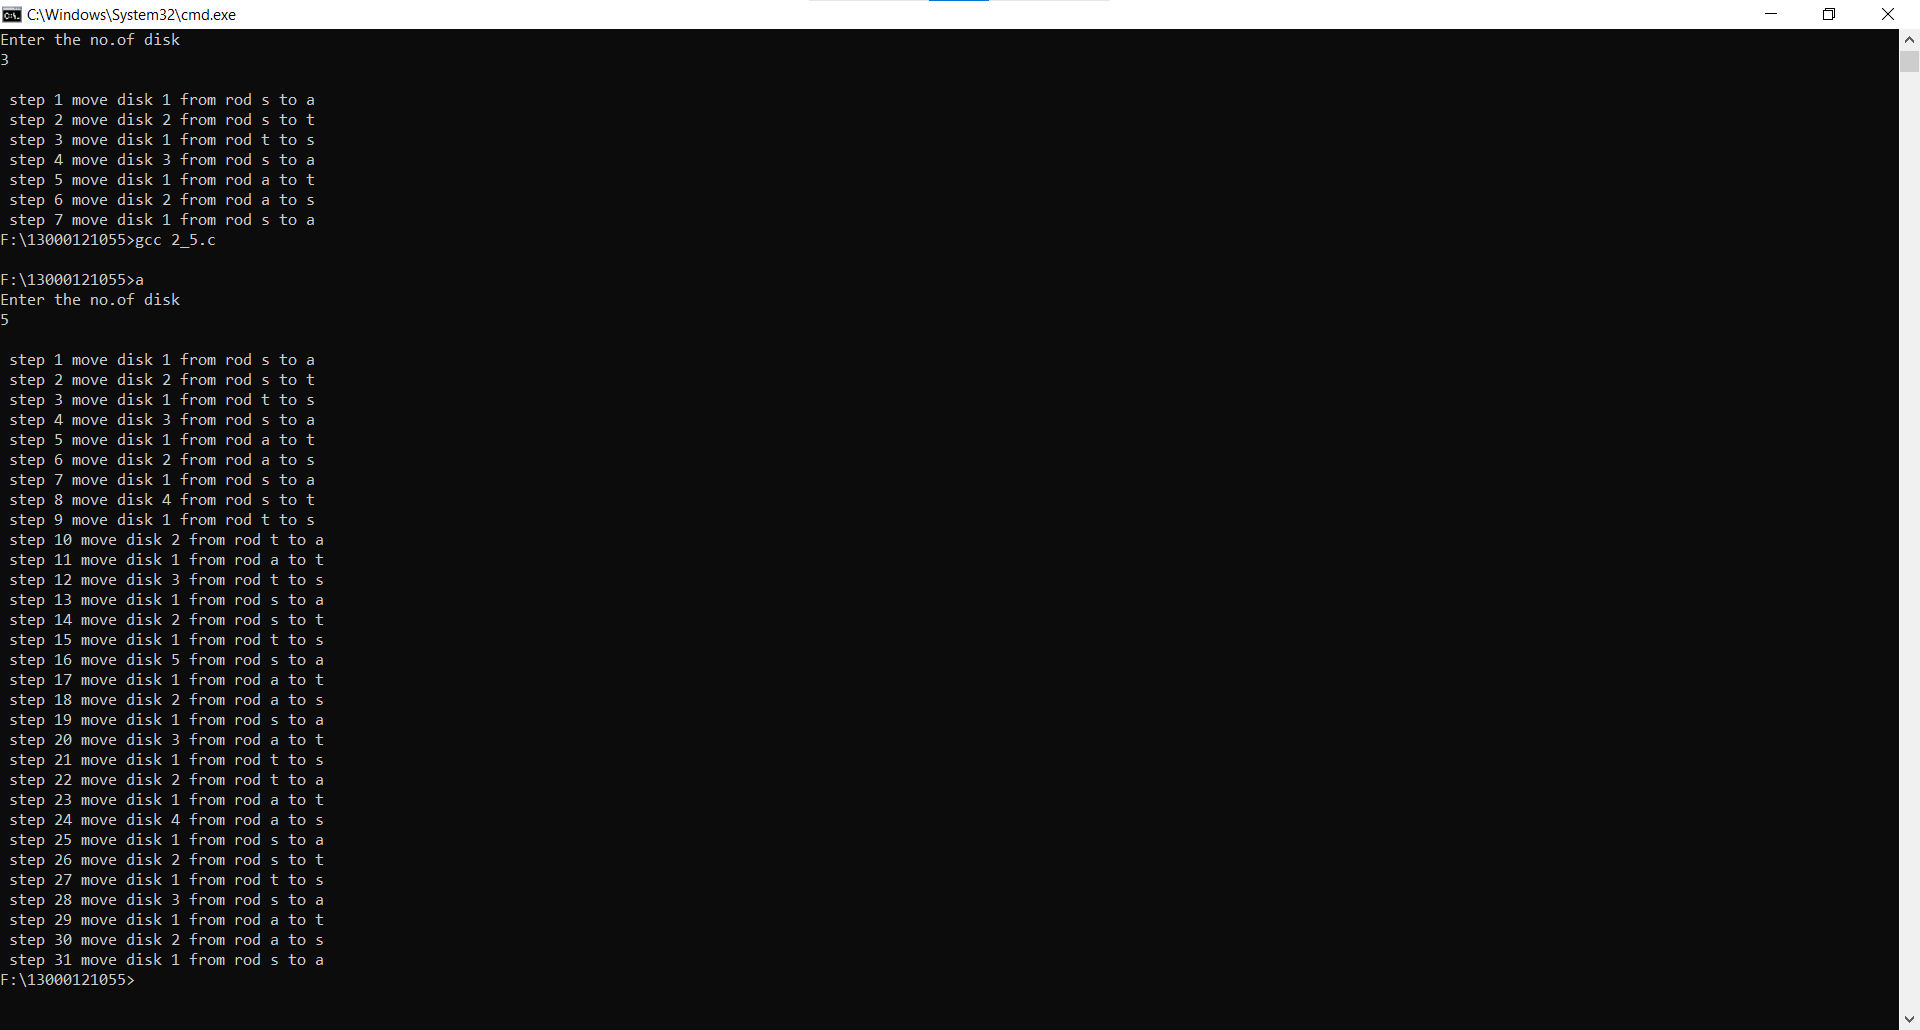 C:\Windows\System32\cmd.exe
Enter the no.of disk
3
step 1 move disk 1 from rod s to a
step 2 move disk 2 from rod s to t
step 3 move disk 1 from rod t to s
step 4 move disk 3 from rod s to a
step 5 move disk 1 from rod a to t
step 6 move disk 2 from rod a to s
step 7 move disk 1 from rod s to a
F:\13000121055>gcc 2_5.c
F:\13000121055>a
Enter the no.of disk
5
step 1 move disk 1 from rod s to a
step 2 move disk 2 from rod s to t
step 3 move disk 1 from rod t to s
step 4 move disk 3 from rod s to a
step 5 move disk 1 from rod a to t
step 6 move disk 2 from rod a to s
step 7 move disk 1 from rod s to a
step 8 move disk 4 from rod s to t
step 9 move disk 1 from rod t to s
step 10 move disk 2 from rod t to a
step 11 move disk 1 from rod a to t
step 12 move disk 3 from rod t to s
step 13 move disk 1 from rod s to a
step 14 move disk 2 from rod s to t
step 15 move disk 1 from rod t to s
step 16 move disk 5 from rod s to a
step 17 move disk 1 from rod a to t
step 18 move disk 2 from rod a to s
step 19 move disk 1 from rod s to a
step 20 move disk 3 from rod a to t
step 21 move disk 1 from rod t to s
step 22 move disk 2 from rod t to a
step 23 move disk 1 from rod a to t
step 24 move disk 4 from rod a to s
step 25 move disk 1 from rod s to a
step 26 move disk 2 from rod s to t
step 27 move disk 1 from rod t to s
step 28 move disk 3 from rod s to a
step 29 move disk 1 from rod a to t
step 30 move disk 2 from rod a to s
step 31 move disk 1 from rod s to a
F:\13000121055>